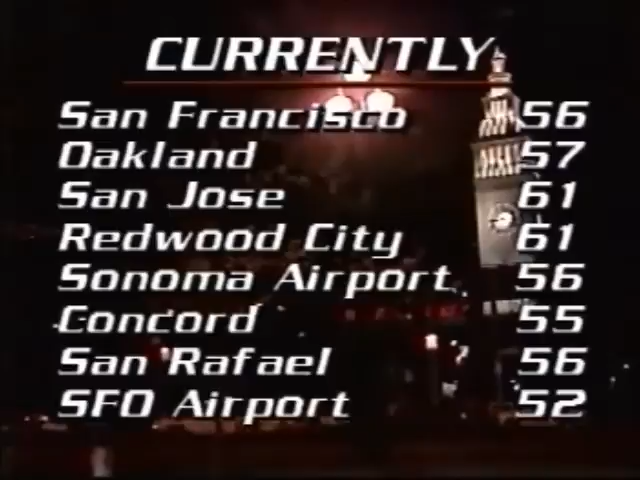 CURRENTLY
San Francisco 56
Oakland 57
San Jose 61
Redwood City 61
Sonoma Airport 56
Concord 55
San Rafael 56
SFO Airport 52